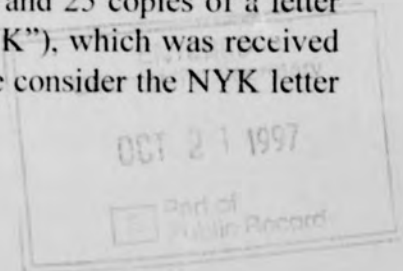 and 25 copies of a letter
K”), which was received
e consider the NYK letter
OCT 21 1997
Part of
Public Record